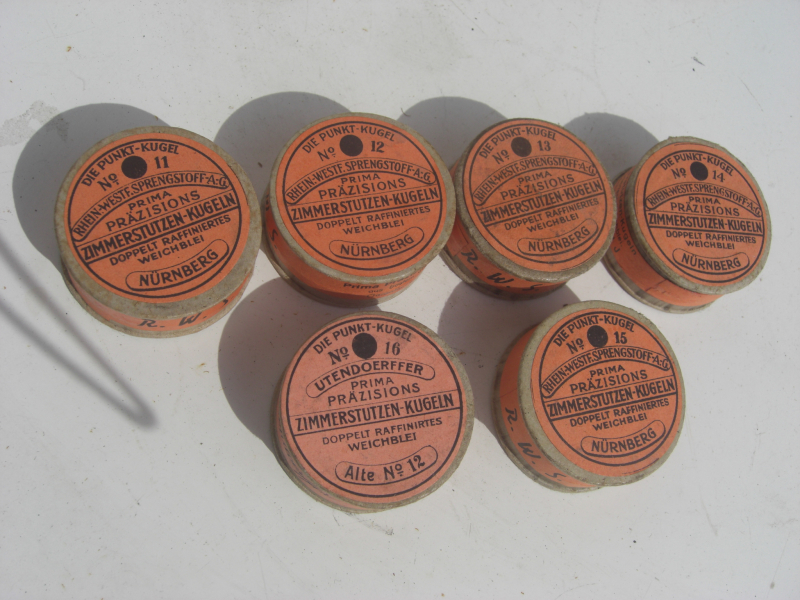 DIE PUNKT-KUGEL
No 11
RHEIN-WESTF. SPRENGSTOFF-A-G.
PRIMA
PRÄZISIONS
ZIMMERSTUTZEN-KUGELN
DOPPELT RAFFINIERTES
WEICHBLEI
NÜRNBERG
R. W.
DIE PUNKT-KUGEL
No 12
RHEIN-WESTF. SPRENGSTOFF-A-G.
PRIMA
PRÄZISIONS
ZIMMERSTUTZEN-KUGELN
DOPPELT RAFFINIERTES
WEICHBLEI
NÜRNBERG
Prima
DIE PUNKT-KUGEL
No 13
RHEIN-WESTF. SPRENGSTOFF-A-G.
PRIMA
PRÄZISIONS
ZIMMERSTUTZEN-KUGELN
DOPPELT RAFFINIERTES
WEICHBLEI
NÜRNBERG
R. W. S
DIE PUNKT-KUGEL
No 14
RHEIN-WESTF. SPRENGSTOFF-A-G.
PRIMA
PRÄZISIONS
ZIMMERSTUTZEN-KUGELN
DOPPELT RAFFINIERTES
WEICHBLEI
NÜRNBERG
DIE PUNKT-KUGEL
No 16
UTENDOERFFER
PRIMA
PRÄZISIONS
ZIMMERSTUTZEN-KUGELN
DOPPELT RAFFINIERTES
WEICHBLEI
Alte No 12
DIE PUNKT-KUGEL
No 15
RHEIN-WESTF. SPRENGSTOFF-A-G.
PRIMA
PRÄZISIONS
ZIMMERSTUTZEN-KUGELN
DOPPELT RAFFINIERTES
WEICHBLEI
NÜRNBERG
R. W. S